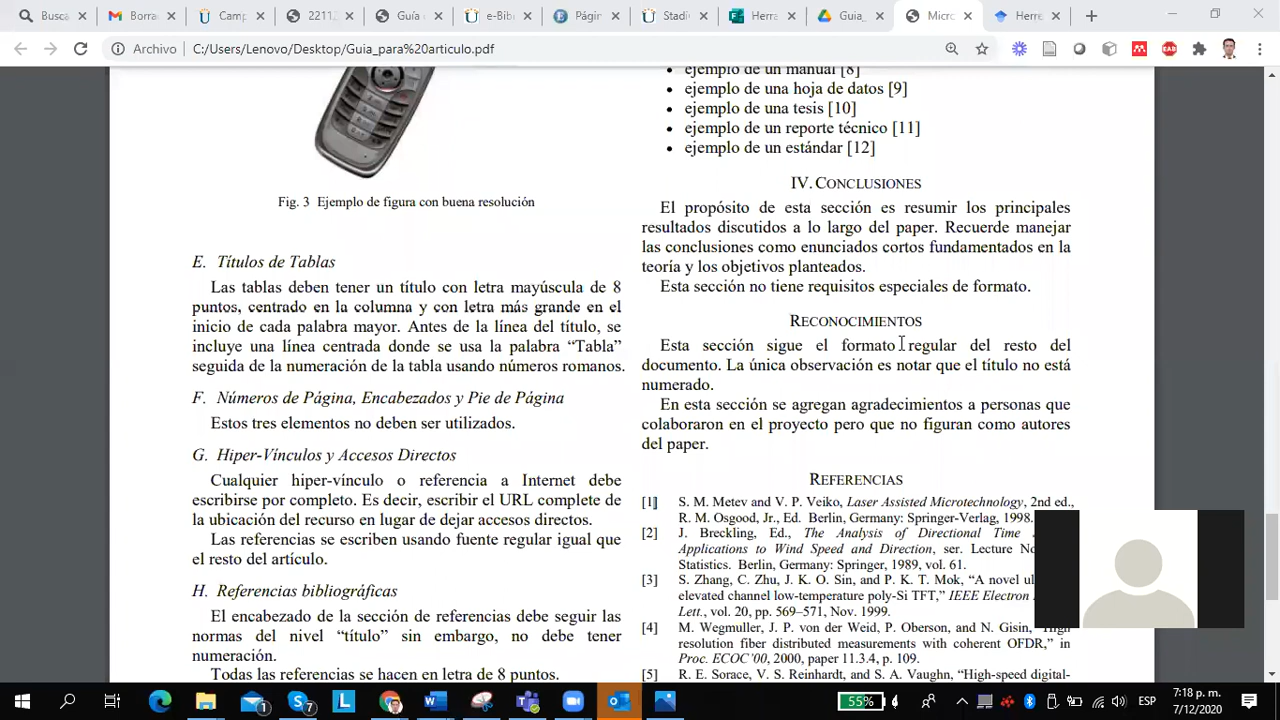 Busca
Borra
Camp
2211,
Guía
e-Bib
Págin
Stadi
Herra
Guía_
Micro
Herre
Archivo
C:/Users/Lenovo/Desktop/Guia_para%20articulo.pdf
Fig. 3 Ejemplo de figura con buena resolución
E. Títulos de Tablas
Las tablas deben tener un título con letra mayúscula de 8
puntos, centrado en la columna y con letra más grande en el
inicio de cada palabra mayor. Antes de la línea del título, se
incluye una línea centrada donde se usa la palabra “Tabla”
seguida de la numeración de la tabla usando números romanos.
F. Números de Página, Encabezados y Pie de Página
Estos tres elementos no deben ser utilizados.
G. Hiper-Vínculos y Accesos Directos
Cualquier hiper-vínculo o referencia a Internet debe
escribirse por completo. Es decir, escribir el URL completo de
la ubicación del recurso en lugar de dejar accesos directos.
Las referencias se escriben usando fuente regular igual que
el resto del artículo.
H. Referencias bibliográficas
El encabezado de la sección de referencias debe seguir las
normas del nivel “título” sin embargo, no debe tener
numeración.
Todas las referencias se hacen en letra de 8 puntos.
• ejemplo de un manual [8]
• ejemplo de una hoja de datos [9]
• ejemplo de una tesis [10]
• ejemplo de un reporte técnico [11]
• ejemplo de un estándar [12]
IV. CONCLUSIONES
El propósito de esta sección es resumir los principales
resultados discutidos a lo largo del paper. Recuerde manejar
las conclusiones como enunciados cortos fundamentados en la
teoría y los objetivos planteados.
Esta sección no tiene requisitos especiales de formato.
RECONOCIMIENTOS
Esta sección sigue el formato regular del resto del
documento. La única observación es notar que el título no está
numerado.
En esta sección se agregan agradecimientos a personas que
colaboraron en el proyecto pero que no figuran como autores
del paper.
REFERENCIAS
[1] S. M. Metev and V. P. Veiko, Laser Assisted Microtechnology, 2nd ed.,
R. M. Osgood, Jr., Ed. Berlin, Germany: Springer-Verlag, 1998.
[2] J. Breckling, Ed., The Analysis of Directional Time
Applications to Wind Speed and Direction, ser. Lecture No
Statistics. Berlin, Germany: Springer, 1989, vol. 61.
[3] S. Zhang, C. Zhu, J. K. O. Sin, and P. K. T. Mok, “A novel ul
elevated channel low-temperature poly-Si TFT,” IEEE Electron
Lett., vol. 20, pp. 569–571, Nov. 1999.
[4] M. Wegmuller, J. P. von der Weid, P. Oberson, and N. Gisin, “High
resolution fiber distributed measurements with coherent OFDR,” in
Proc. ECOC’00, 2000, paper 11.3.4, p. 109.
[5] R. E. Sorace, V. S. Reinhardt, and S. A. Vaughn, “High-speed digital-
55%
ESP
7:18 p. m.
7/12/2020